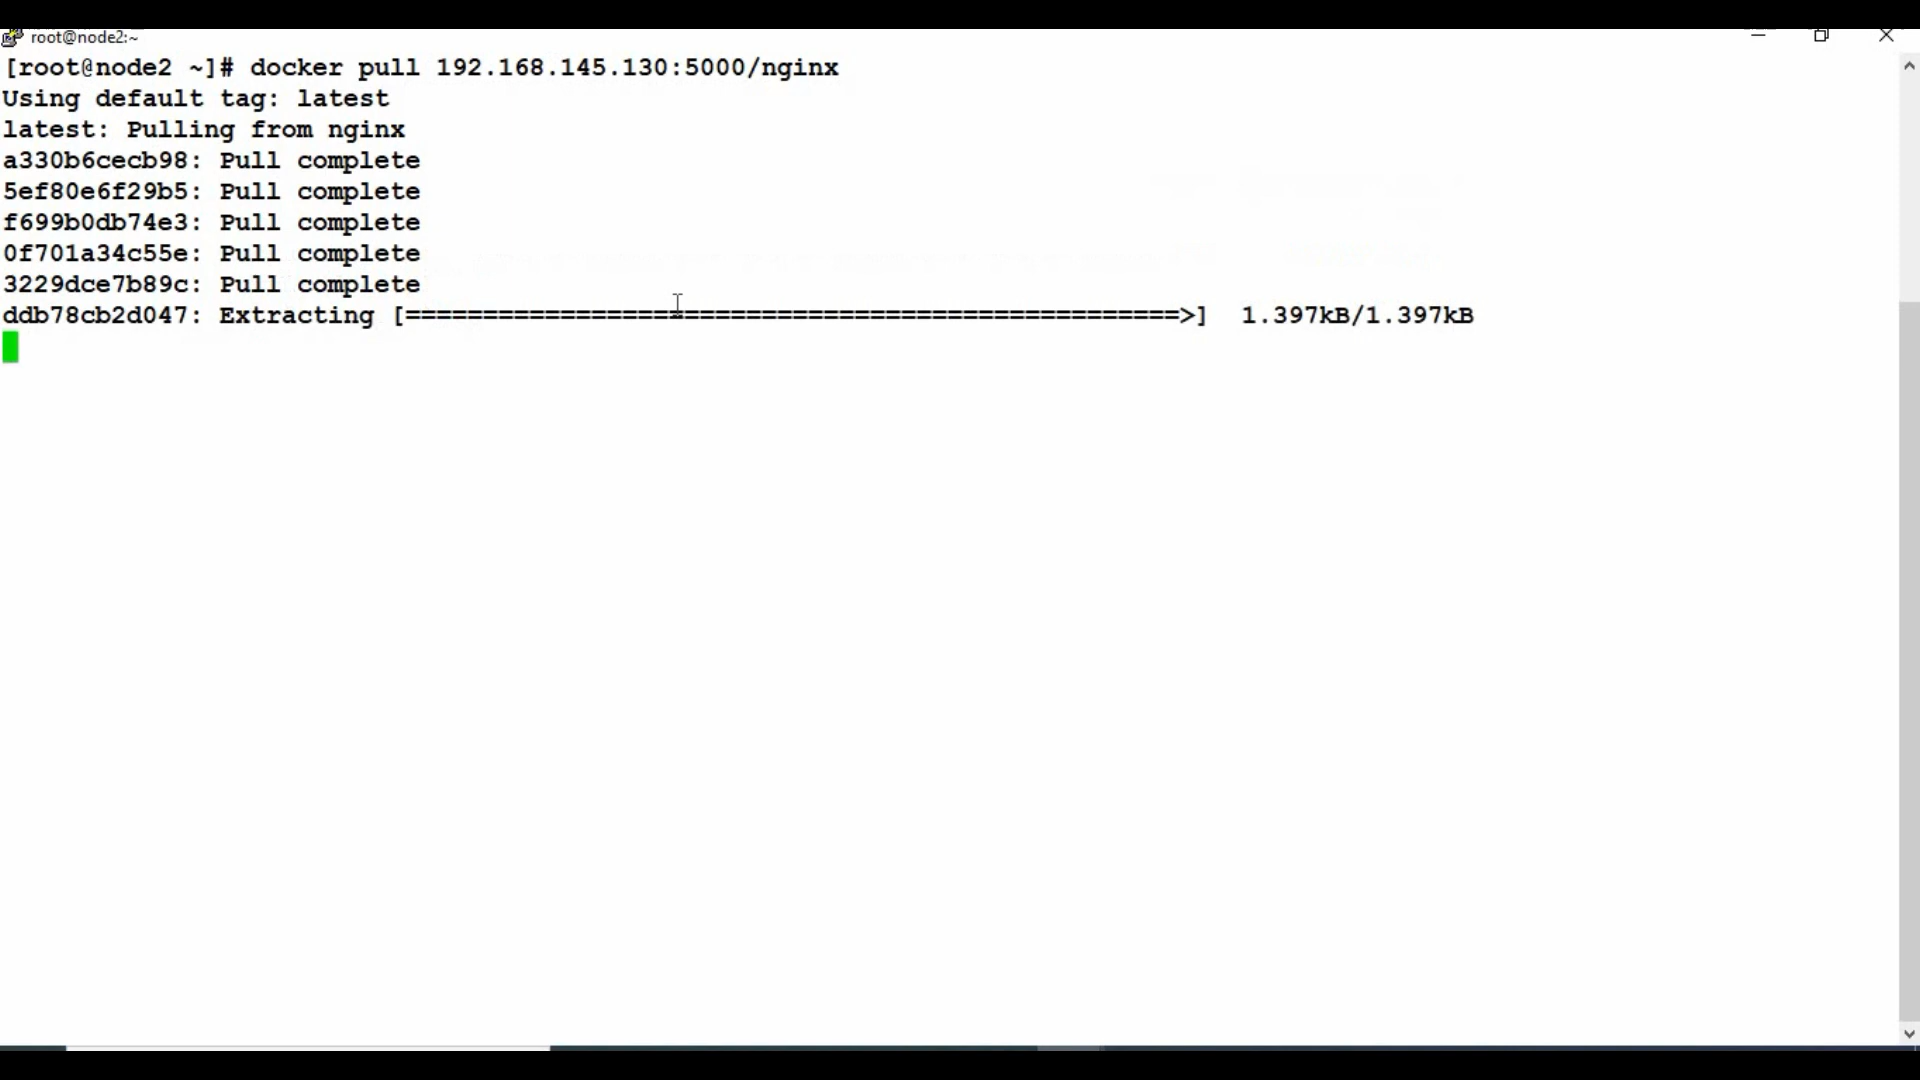 root@node2:~
[root@node2 ~]# docker pull 192.168.145.130:5000/nginx
Using default tag: latest
latest: Pulling from nginx
a330b6cecb98: Pull complete
5ef80e6f29b5: Pull complete
f699b0db74e3: Pull complete
0f701a34c55e: Pull complete
3229dce7b89c: Pull complete
ddb78cb2d047: Extracting [==================================================>]  1.397kB/1.397kB